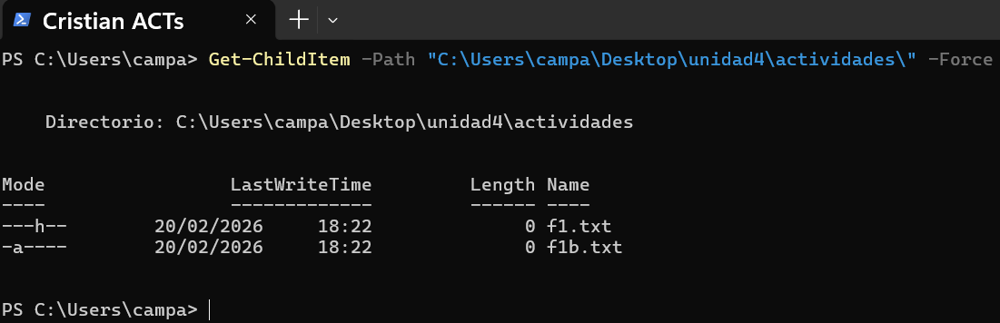 Cristian ACTs
PS C:\Users\campa> Get-ChildItem -Path "C:\Users\campa\Desktop\unidad4\actividades\" -Force
    Directorio: C:\Users\campa\Desktop\unidad4\actividades
Mode                 LastWriteTime         Length Name
----                 -------------         ------ ----
---h--        20/02/2026     18:22              0 f1.txt
-a----        20/02/2026     18:22              0 f1b.txt
PS C:\Users\campa>